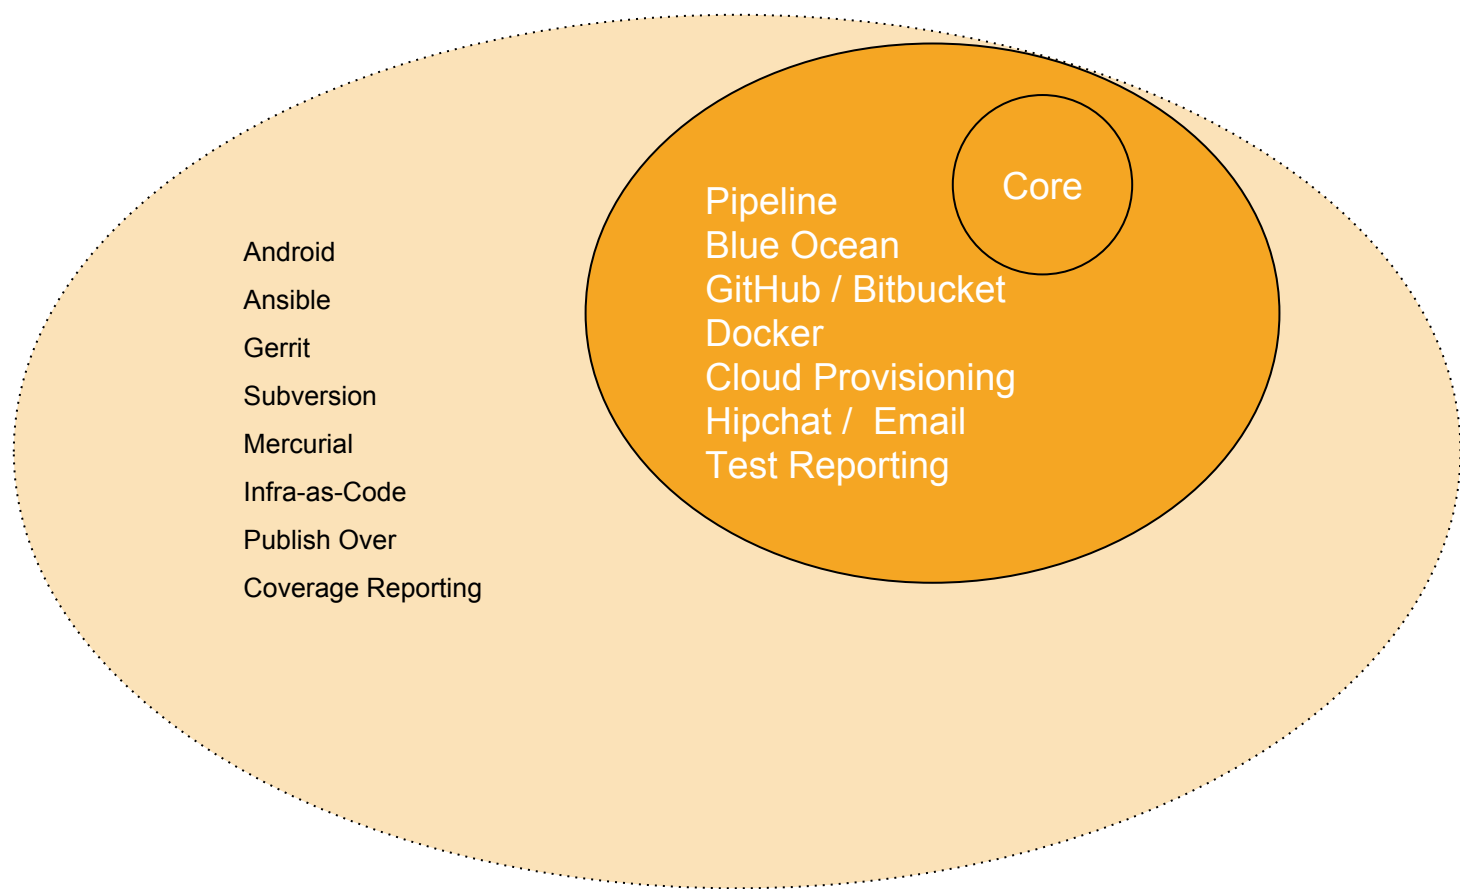 Core
Pipeline
Blue Ocean
GitHub / Bitbucket
Docker
Cloud Provisioning
Hipchat /  Email
Test Reporting
Android
Ansible
Gerrit
Subversion
Mercurial
Infra-as-Code
Publish Over
Coverage Reporting